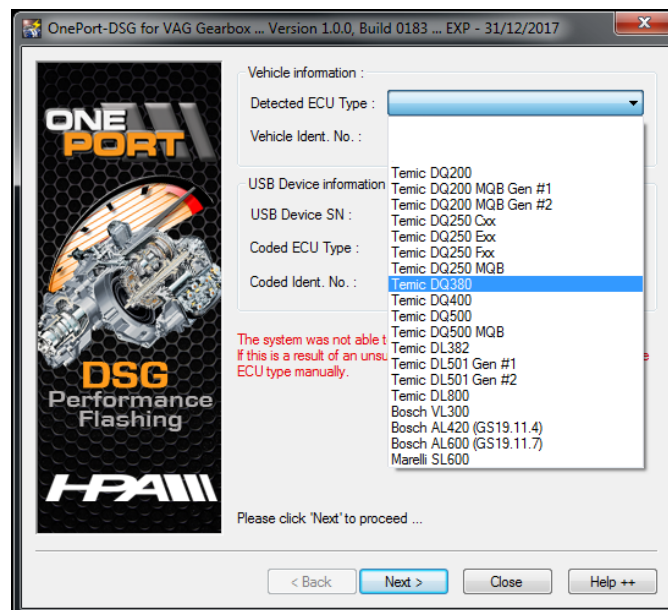 OnePort-DSG for VAG Gearbox ... Version 1.0.0, Build 0183 ... EXP - 31/12/2017
ONE
PORT
DSG
Performance
Flashing
HPA
Vehicle information :
Detected ECU Type :
Vehicle Ident. No. :
USB Device information
USB Device SN :
Coded ECU Type :
Coded Ident. No. :
Temic DQ200
Temic DQ200 MQB Gen #1
Temic DQ200 MQB Gen #2
Temic DQ250 Cxx
Temic DQ250 Exx
Temic DQ250 Fxx
Temic DQ250 MQB
Temic DQ380
Temic DQ400
Temic DQ500
Temic DQ500 MQB
Temic DL382
Temic DL501 Gen #1
Temic DL501 Gen #2
Temic DL800
Bosch VL300
Bosch AL420 (GS19.11.4)
Bosch AL600 (GS19.11.7)
Marelli SL600
The system was not able
If this is a result of an
ECU type manually.
Please click 'Next' to proceed ...
< Back
Next >
Close
Help ++